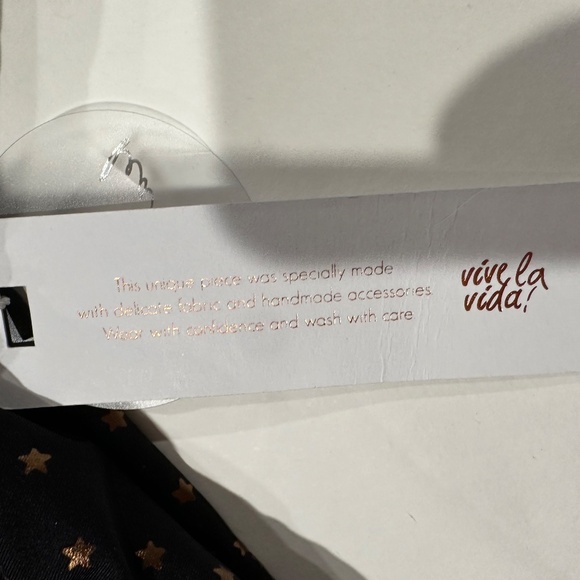 This unique piece was specially made
with delicate fabric and handmade accessories.
Wear with confidence and wash with care
vive la
vida!